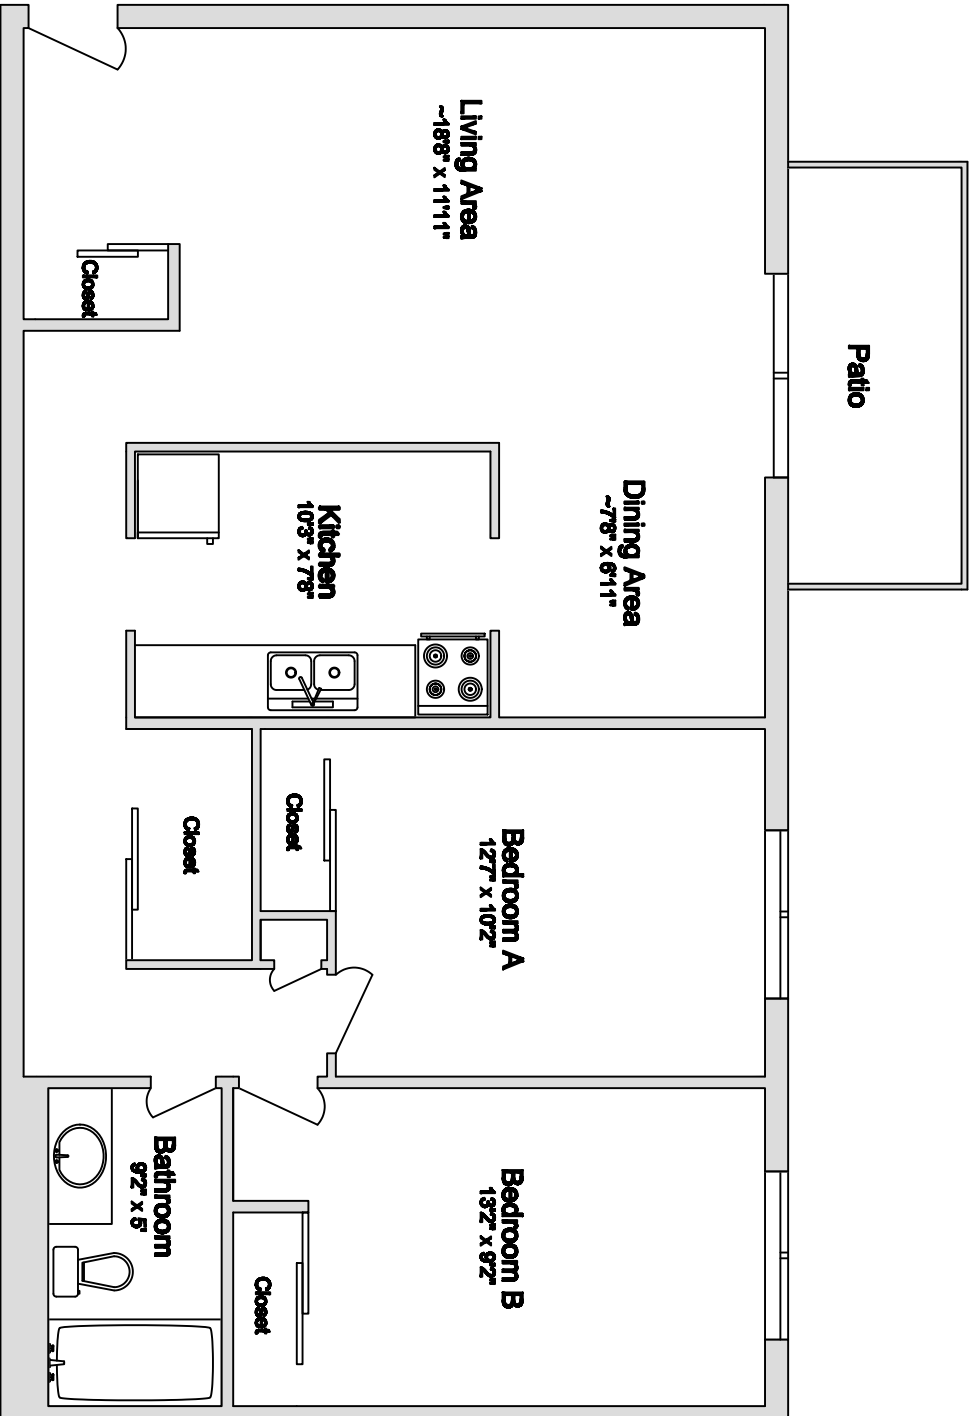 Patio
Living Area
~18'8" x 11'11"
Dining Area
~7'8" x 6'11"
Kitchen
10'3" x 7'8"
Closet
Closet
Closet
Bedroom A
12'7" x 10'2"
Bedroom B
13'2" x 9'2"
Closet
Bathroom
9'2" x 5'